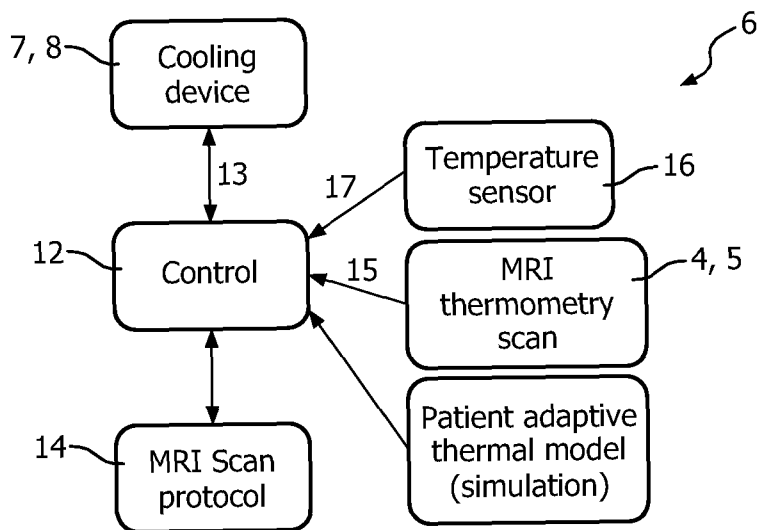 7, 8
Cooling
device
6
13
17
Temperature
sensor
16
12
Control
15
MRI
thermometry
scan
4, 5
14
MRI Scan
protocol
Patient adaptive
thermal model
(simulation)